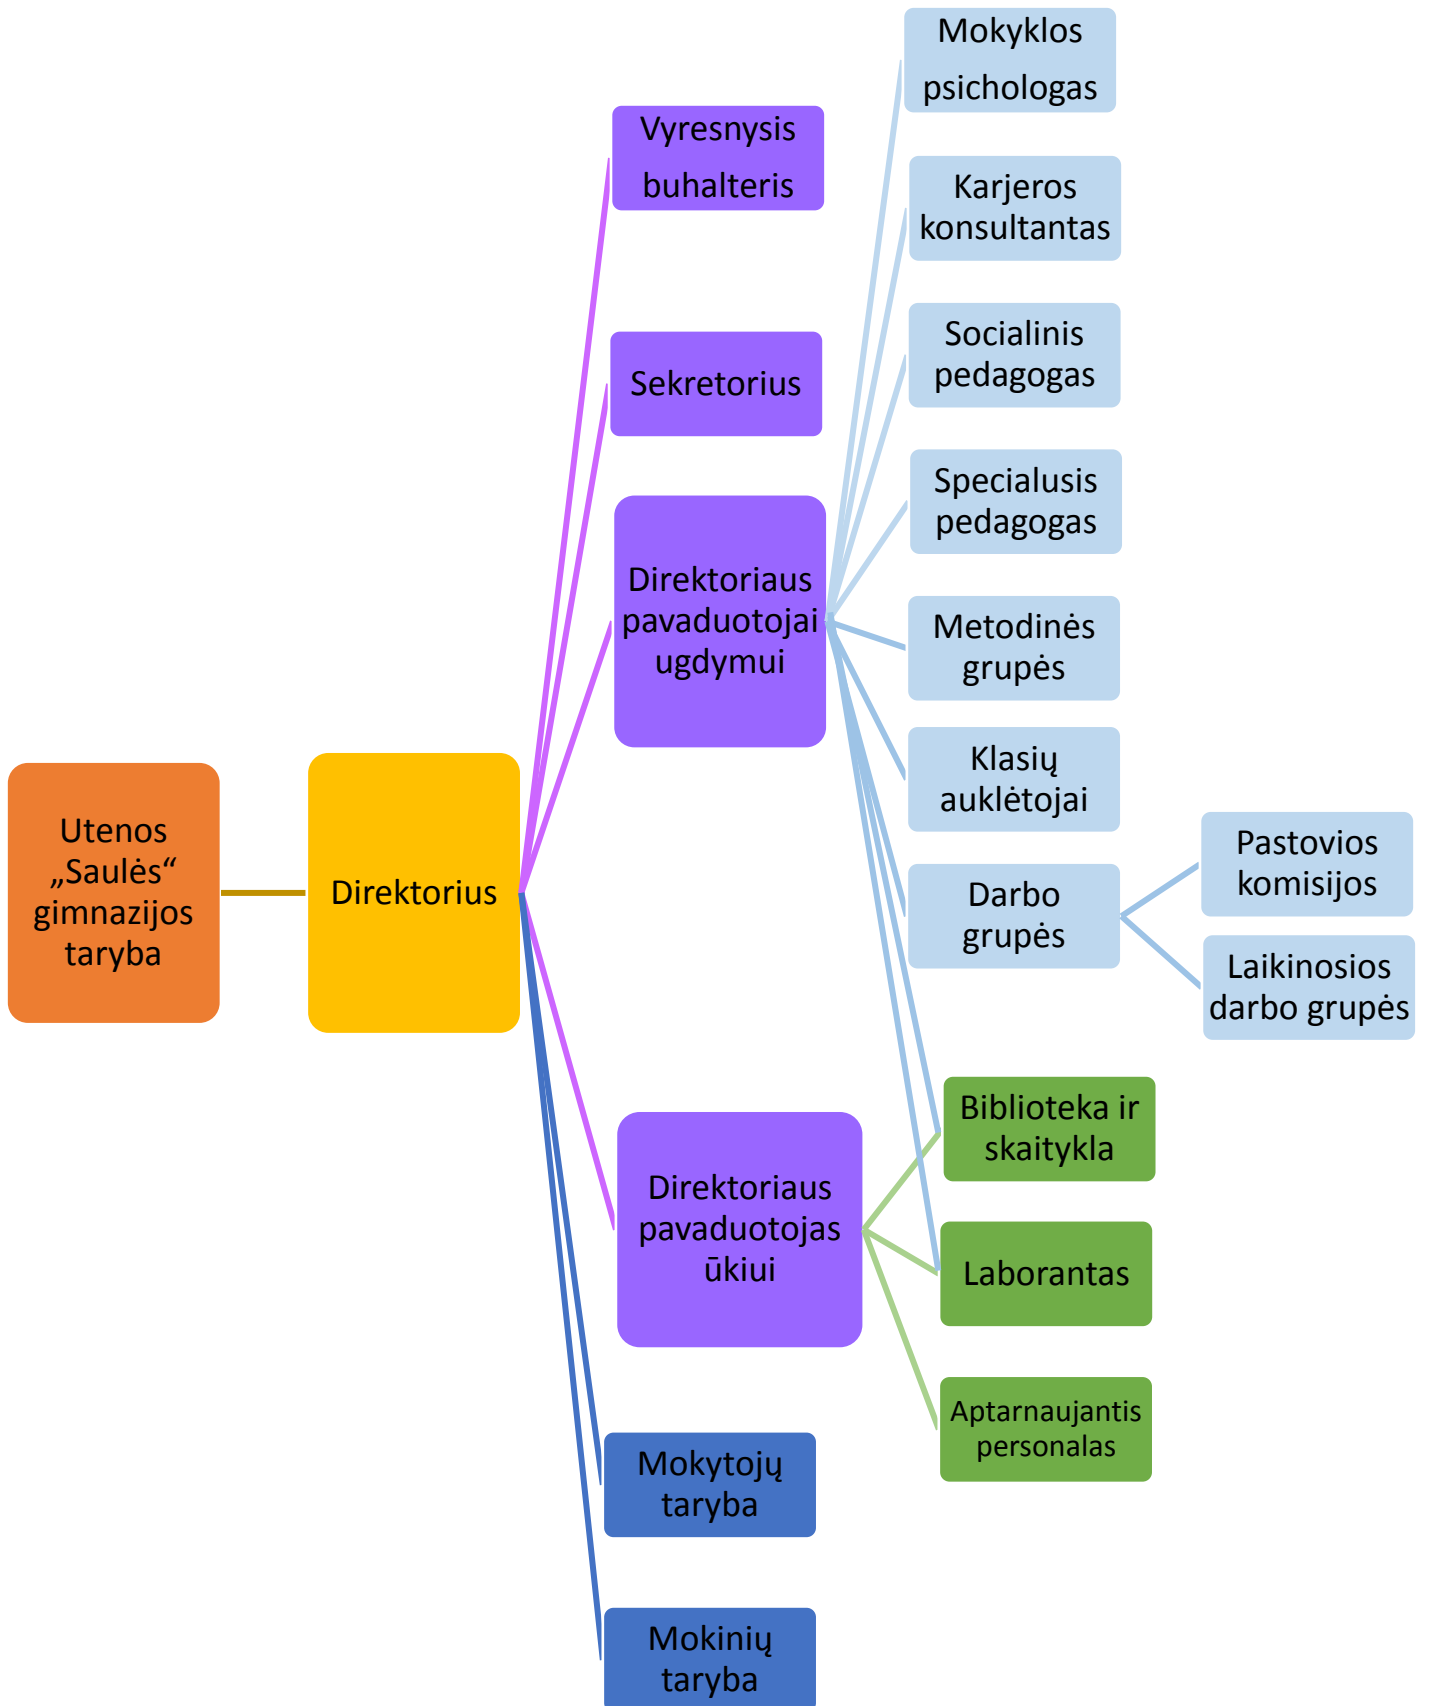 Mokyklos
psichologas
Vyresnysis
buhalteris
Karjeros
konsultantas
Socialinis
pedagogas
Sekretorius
Specialusis
pedagogas
Direktoriaus
pavaduotojai
ugdymui
Metodinės
grupės
Klasių
auklėtojai
Utenos
„Saulės“
gimnazijos
taryba
Direktorius
Darbo
grupės
Pastovios
komisijos
Laikinosios
darbo grupės
Biblioteka ir
skaitykla
Direktoriaus
pavaduotojas
ūkiui
Laborantas
Aptarnaujantis
personalas
Mokytojų
taryba
Mokinių
taryba